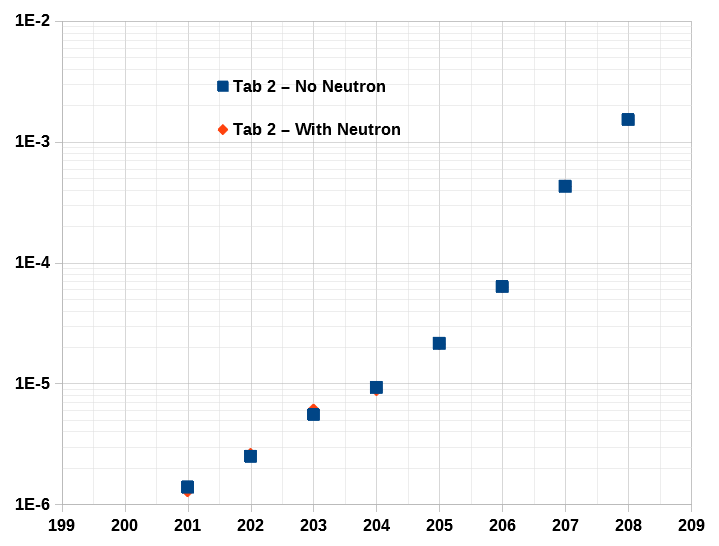 1E-2
Tab 2 – No Neutron
Tab 2 – With Neutron
1E-3
1E-4
1E-5
1E-6
199 200 201 202 203 204 205 206 207 208 209